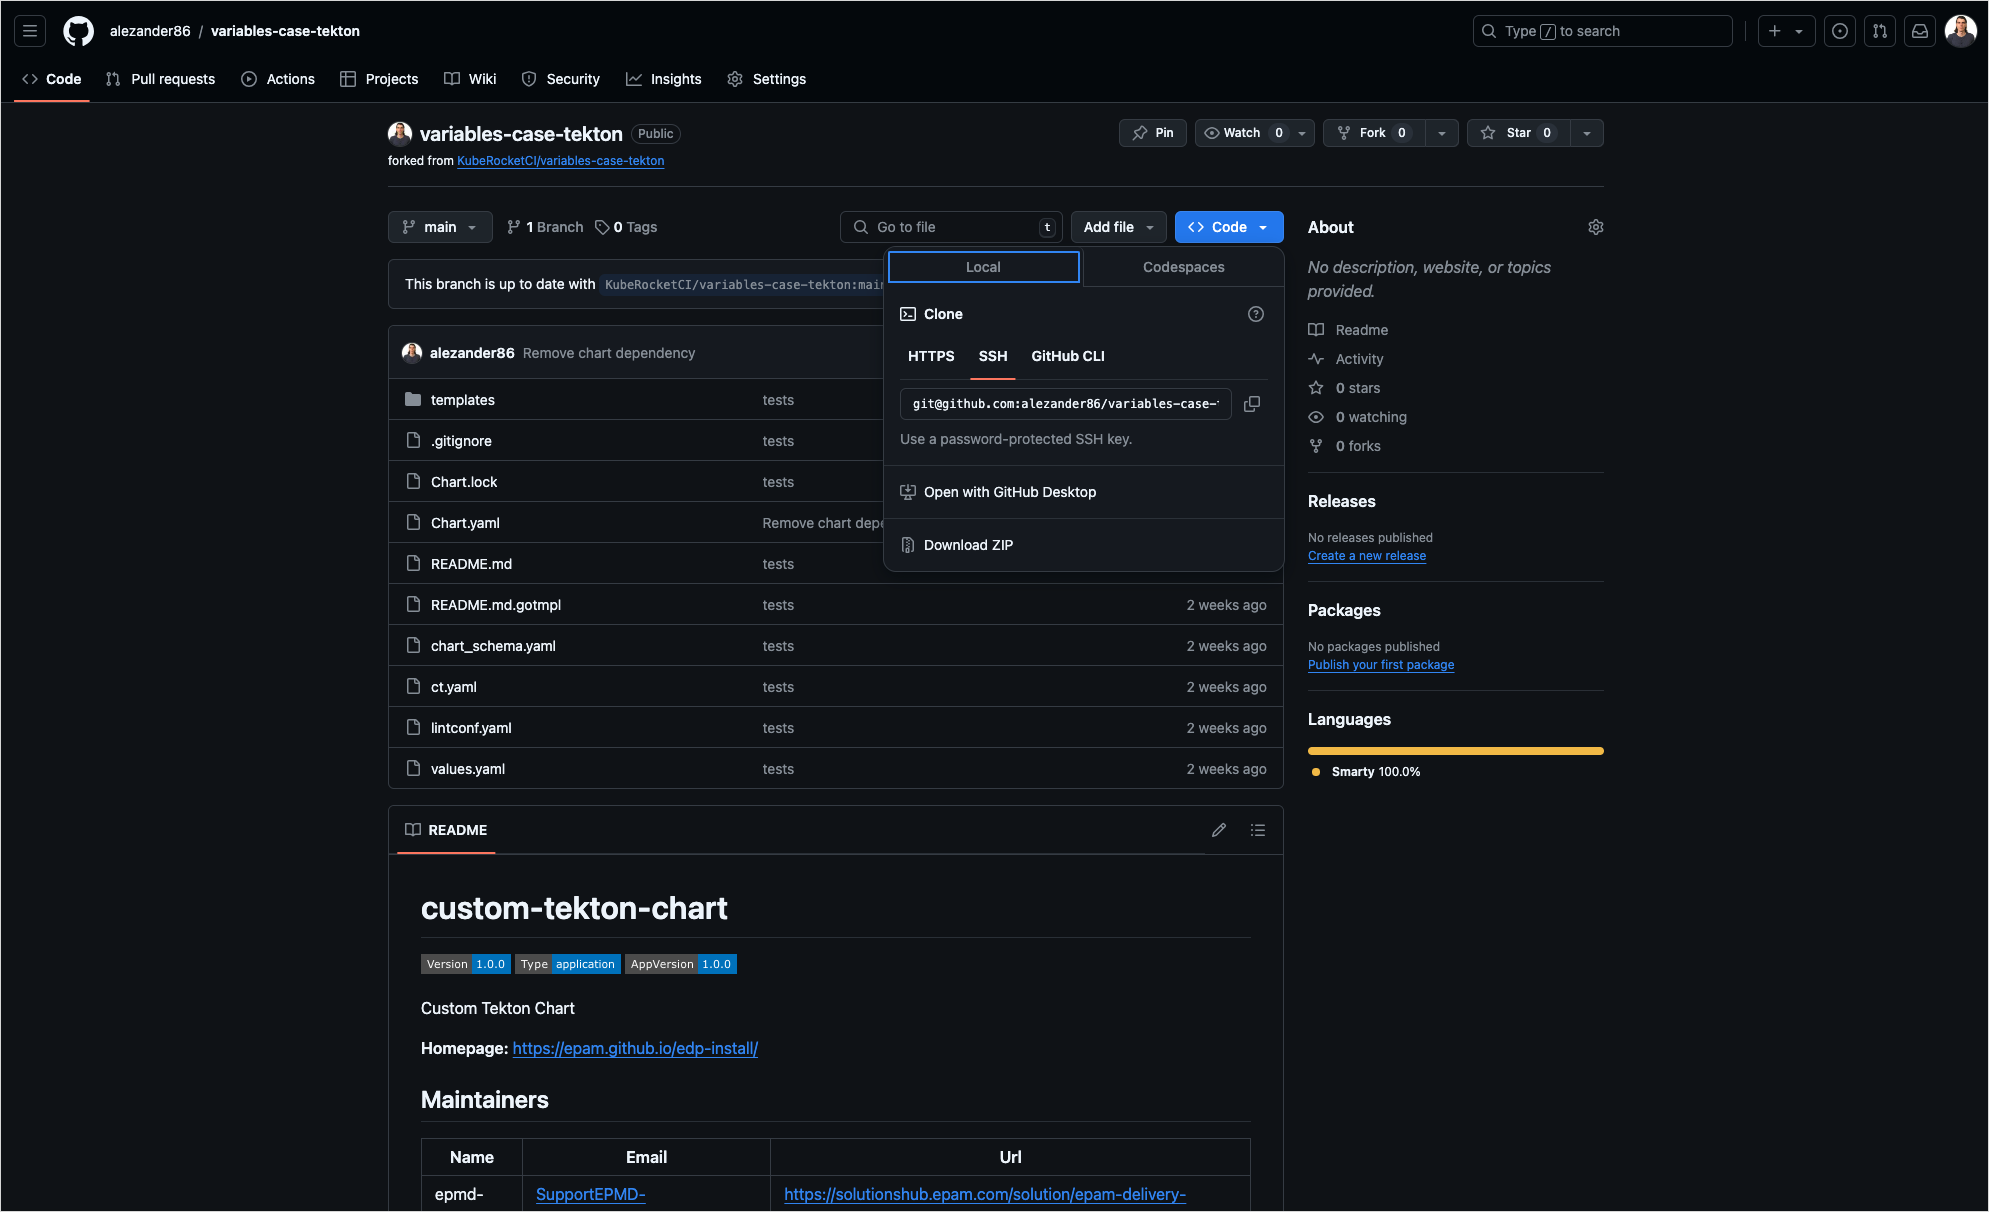 alezander86 / variables-case-tekton
Type / to search
Code Pull requests Actions Projects Wiki Security Insights Settings
variables-case-tekton Public
Pin Watch 0 Fork 0 Star 0
forked from KubeRocketCI/variables-case-tekton
main 1 Branch 0 Tags
Go to file t Add file Code
This branch is up to date with KubeRocketCI/variables-case-tekton:main
alezander86 Remove chart dependency
templates tests
.gitignore tests
Chart.lock tests
Chart.yaml Remove chart depe
README.md tests
README.md.gotmpl tests 2 weeks ago
chart_schema.yaml tests 2 weeks ago
ct.yaml tests 2 weeks ago
lintconf.yaml tests 2 weeks ago
values.yaml tests 2 weeks ago
Local Codespaces
Clone
HTTPS SSH GitHub CLI
git@github.com:alezander86/variables-case-
Use a password-protected SSH key.
Open with GitHub Desktop
Download ZIP
README
custom-tekton-chart
Version 1.0.0 Type application AppVersion 1.0.0
Custom Tekton Chart
Homepage: https://epam.github.io/edp-install/
Maintainers
Name Email Url
epmd- SupportEPMD- https://solutionshub.epam.com/solution/epam-delivery-
About
No description, website, or topics
provided.
Readme
Activity
0 stars
0 watching
0 forks
Releases
No releases published
Create a new release
Packages
No packages published
Publish your first package
Languages
Smarty 100.0%